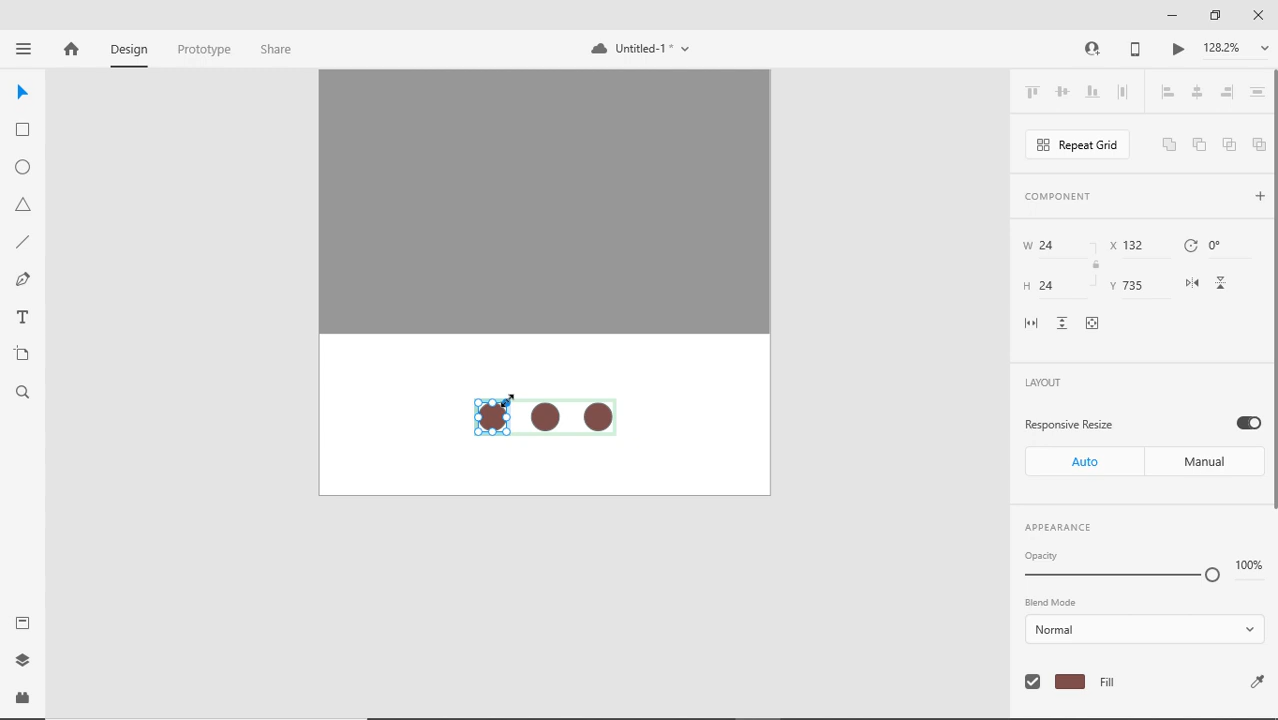 Design Prototype Share Untitled-1 * 128.2%
Repeat Grid
COMPONENT
W 24 X 132 0°
H 24 Y 735
LAYOUT
Responsive Resize
Auto Manual
APPEARANCE
Opacity
100%
Blend Mode
Normal
Fill